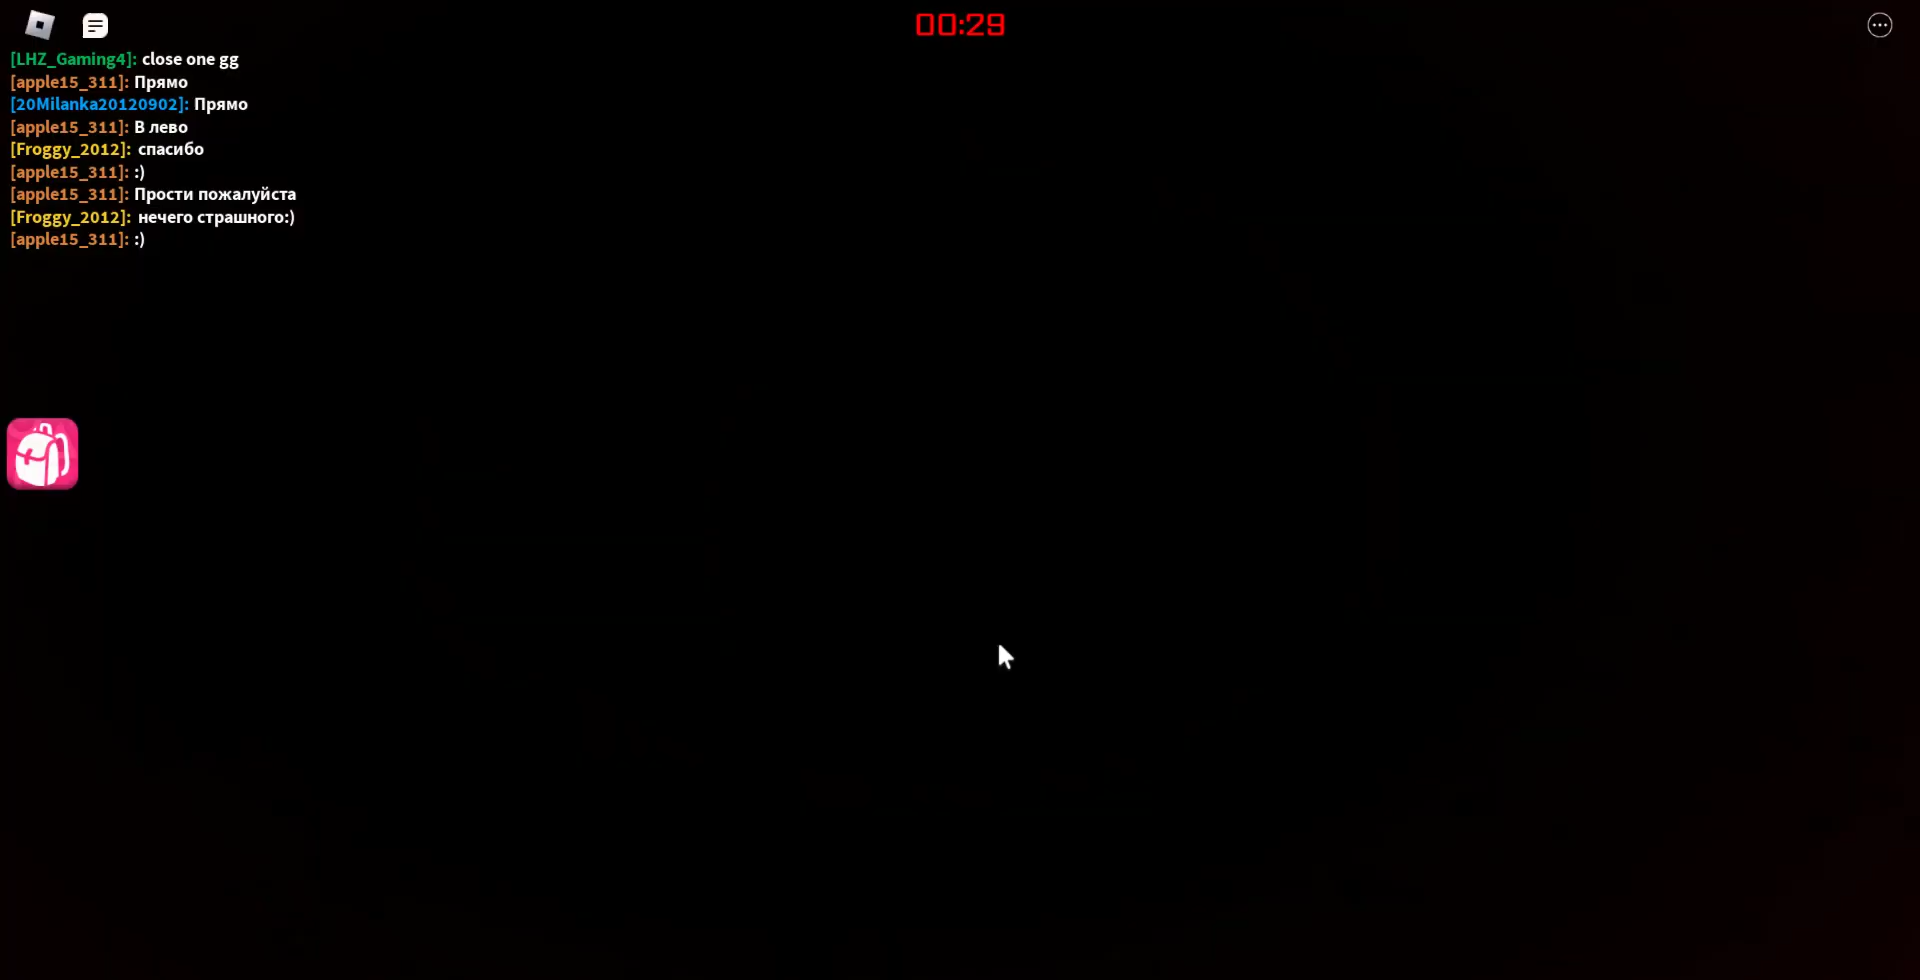 00:29
[LHZ_Gaming4]: close one gg
[apple15_311]: Прямо
[20Milanka20120902]: Прямо
[apple15_311]: В лево
[Froggy_2012]: спасибо
[apple15_311]: :)
[apple15_311]: Прости пожалуйста
[Froggy_2012]: нечего страшного:)
[apple15_311]: :)